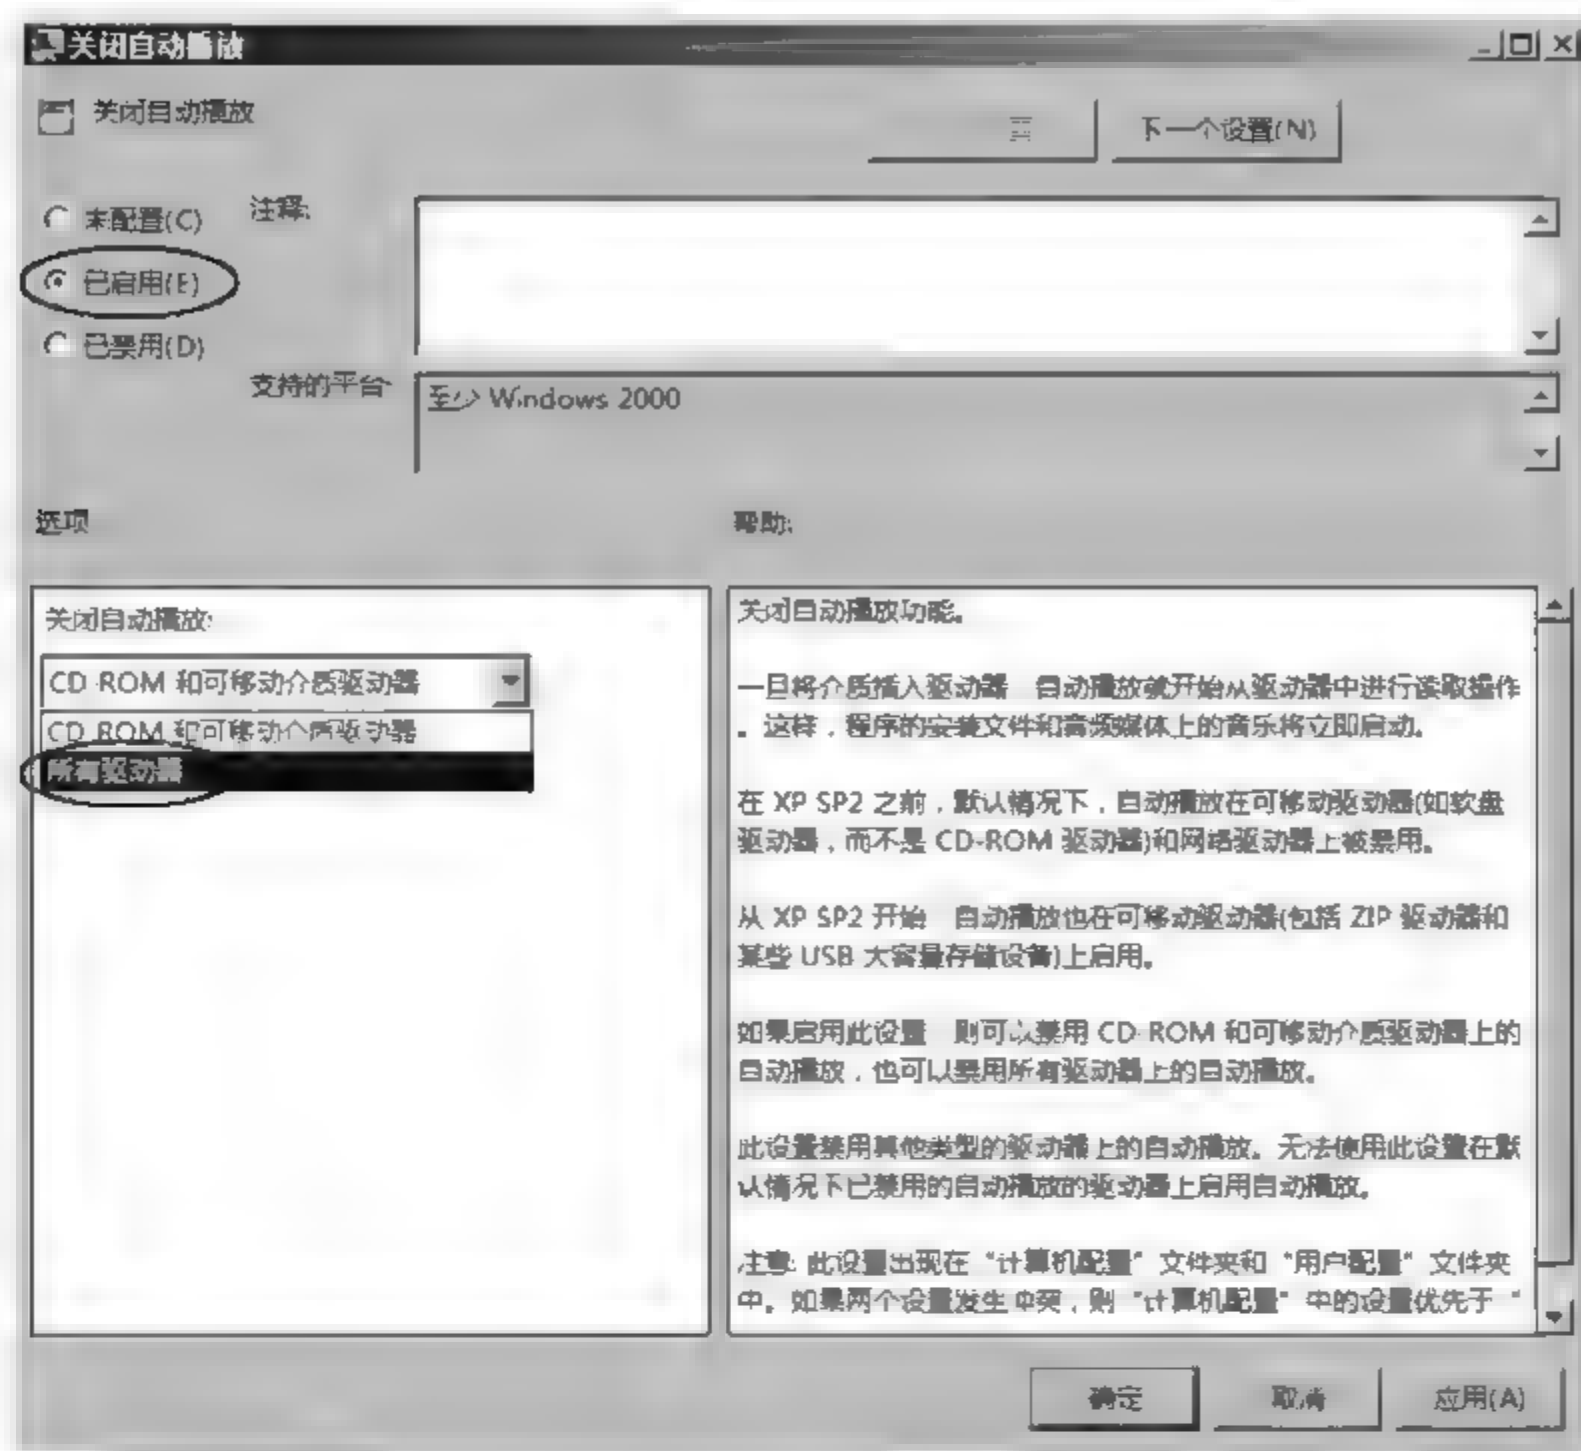 关闭自动播放
关闭自动播放
置
下一个设置(N)
未配置(C)
注释:
已启用(E)
已禁用(D)
支持的平台:
至少 Windows 2000
选项
帮助:
关闭自动播放:
CD-ROM 和可移动介质驱动器
CD-ROM 和可移动介质驱动器
所有驱动器
关闭自动播放功能。
一旦将介质插入驱动器 自动播放就开始从驱动器中进行读取操作
。这样，程序的安装文件和音频媒体上的音乐将立即启动。
在 XP SP2 之前，默认情况下，自动播放在可移动驱动器(如软盘
驱动器，而不是 CD-ROM 驱动器)和网络驱动器上被禁用。
从 XP SP2 开始 自动播放也在可移动驱动器(包括 ZIP 驱动器和
某些 USB 大容量存储设备)上启用。
如果启用此设置 则可以禁用 CD-ROM 和可移动介质驱动器上的
自动播放，也可以禁用所有驱动器上的自动播放。
此设置禁用其他类型的驱动器上的自动播放。无法使用此设置在默
认情况下已禁用的自动播放的驱动器上启用自动播放。
注意: 此设置出现在“计算机配置”文件夹和“用户配置”文件夹
中。如果两个设置发生冲突，则“计算机配置”中的设置优先于“
确定
取消
应用(A)